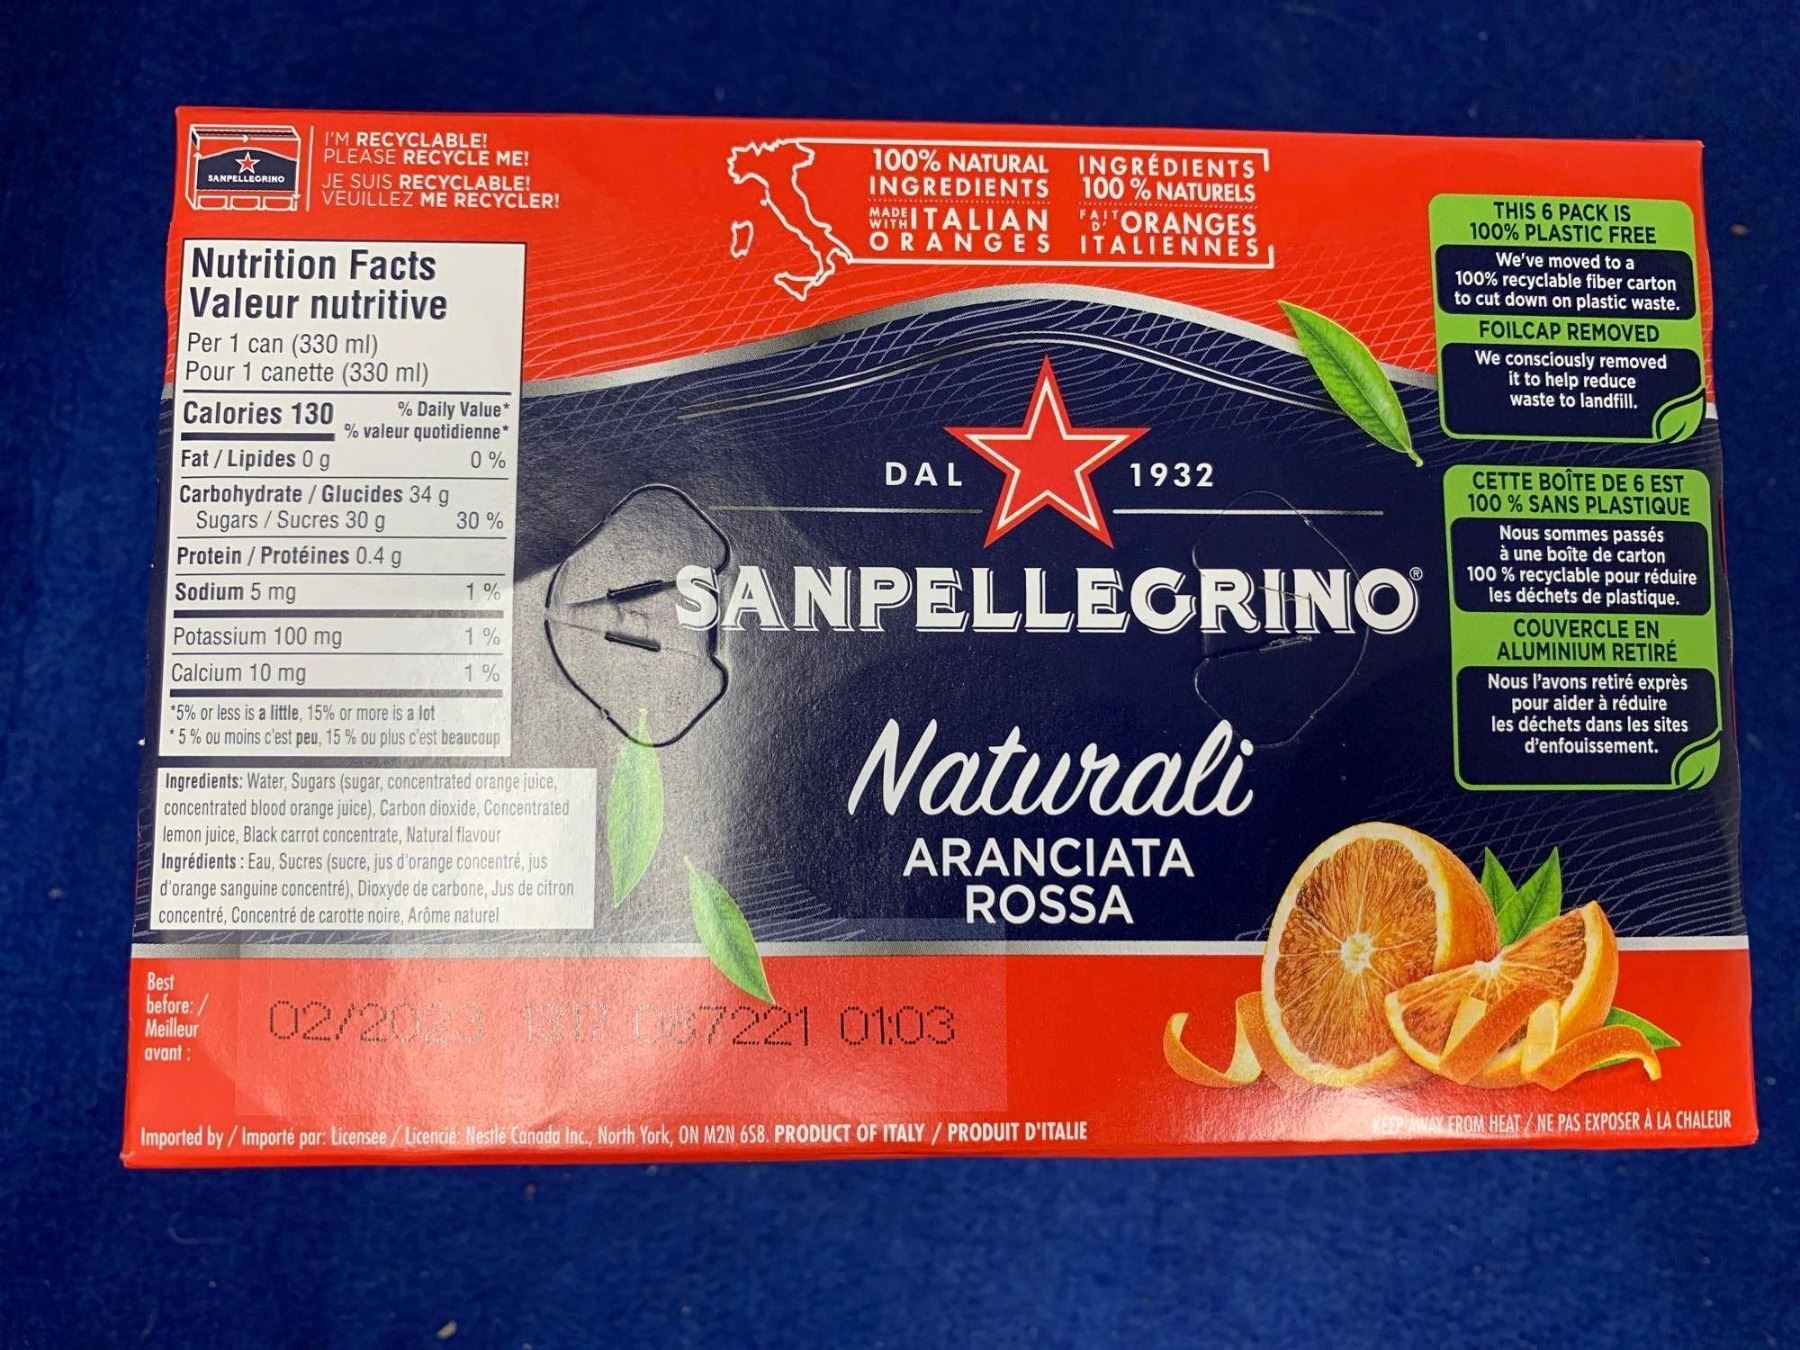 I'M RECYCLABLE!
PLEASE RECYCLE ME!
JE SUIS RECYCLABLE!
VEUILLEZ ME RECYCLER!
SANPELLEGRINO
100% NATURAL
INGREDIENTS
MADE WITH ITALIAN
ORANGES
INGRÉDIENTS
100 % NATURELS
FAIT D'ORANGES
ITALIENNES
Nutrition Facts
Valeur nutritive
Per 1 can (330 ml)
Pour 1 canette (330 ml)
Calories 130
% Daily Value*
% valeur quotidienne*
Fat / Lipides 0 g 0 %
Carbohydrate / Glucides 34 g
Sugars / Sucres 30 g 30 %
Protein / Protéines 0.4 g
Sodium 5 mg 1 %
Potassium 100 mg 1 %
Calcium 10 mg 1 %
*5% or less is a little, 15% or more is a lot
*5 % ou moins c'est peu, 15 % ou plus c'est beaucoup
Ingredients: Water, Sugars (sugar, concentrated orange juice,
concentrated blood orange juice), Carbon dioxide, Concentrated
lemon juice, Black carrot concentrate, Natural flavour
Ingrédients : Eau, Sucres (sucre, jus d'orange concentré, jus
d'orange sanguine concentré), Dioxyde de carbone, Jus de citron
concentré, Concentré de carotte noire, Arôme naturel
DAL 1932
SANPELLEGRINO®
Naturali
ARANCIATA
ROSSA
THIS 6 PACK IS
100% PLASTIC FREE
We've moved to a
100% recyclable fiber carton
to cut down on plastic waste.
FOILCAP REMOVED
We consciously removed
it to help reduce
waste to landfill.
CETTE BOÎTE DE 6 EST
100 % SANS PLASTIQUE
Nous sommes passés
à une boîte de carton
100 % recyclable pour réduire
les déchets de plastique.
COUVERCLE EN
ALUMINIUM RETIRÉ
Nous l'avons retiré exprès
pour aider à réduire
les déchets dans les sites
d'enfouissement.
Best
before: /
Meilleur
avant :
02/2023 01:03
Imported by / Importé par: Licensee / Licencié: Nestlé Canada Inc., North York, ON M2N 6S8. PRODUCT OF ITALY / PRODUIT D'ITALIE
KEEP AWAY FROM HEAT / NE PAS EXPOSER À LA CHALEUR